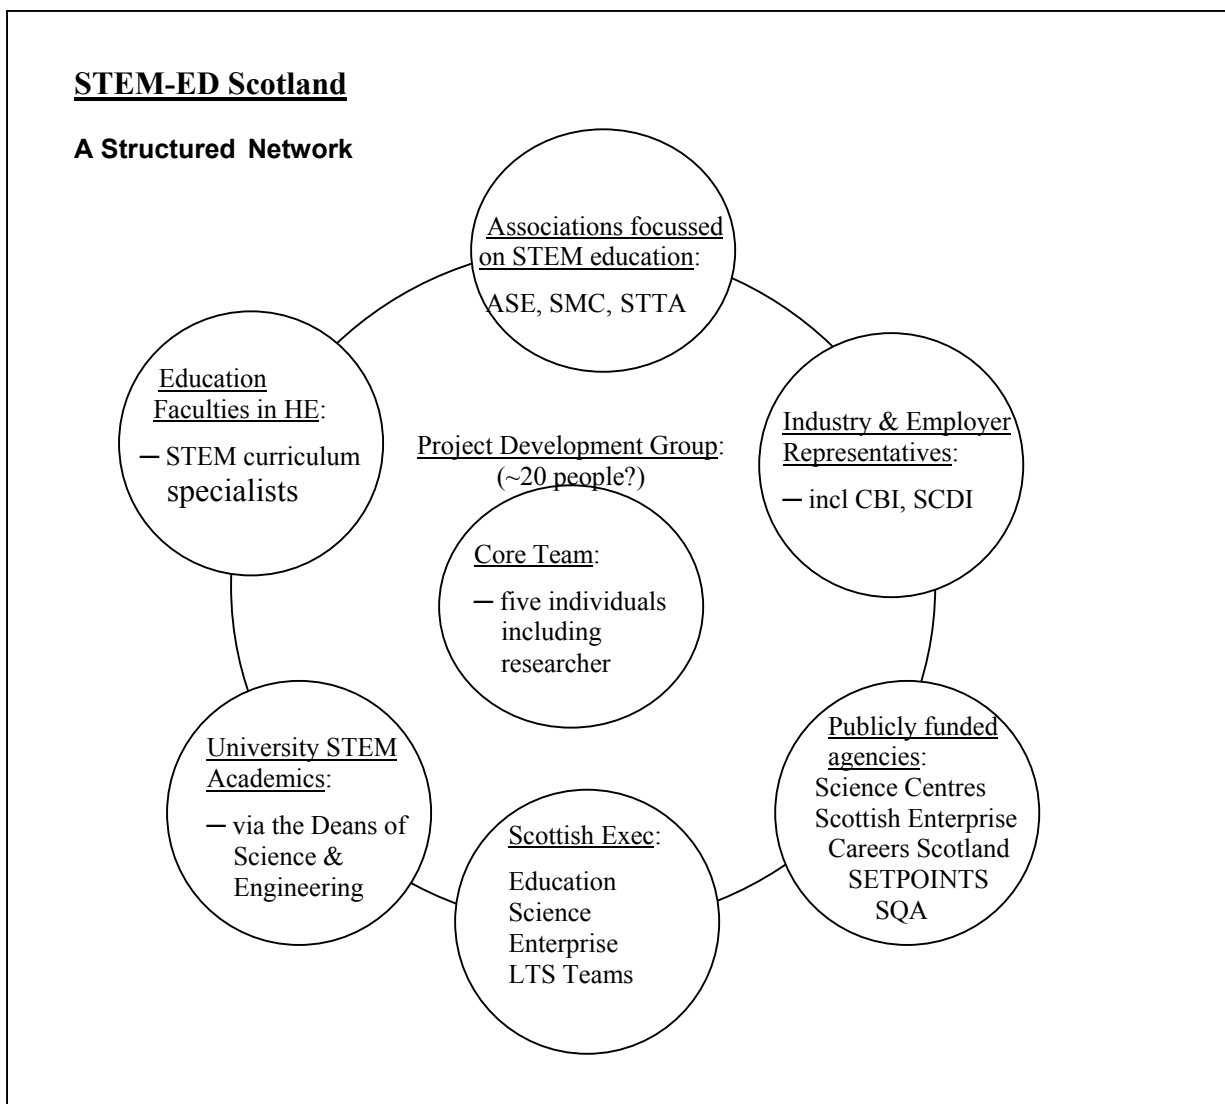 STEM-ED Scotland
A Structured Network
Associations focussed
on STEM education:
ASE, SMC, STTA
Education
Faculties in HE:
– STEM curriculum
specialists
Project Development Group:
(~20 people?)
Industry & Employer
Representatives:
– incl CBI, SCDI
Core Team:
– five individuals
including
researcher
University STEM
Academics:
– via the Deans of
Science &
Engineering
Scottish Exec:
Education
Science
Enterprise
LTS Teams
Publicly funded
agencies:
Science Centres
Scottish Enterprise
Careers Scotland
SETPOINTS
SQA